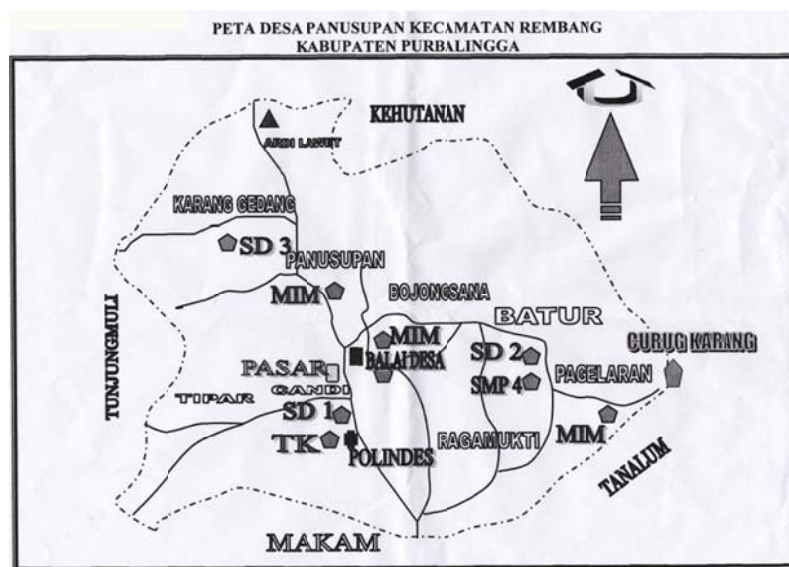 PETA DESA PANUSUPAN KECAMATAN REMBANG
KABUPATEN PURBALINGGA
KEHUTANAN
ARDI LAWET
KARANG GEDANG
SD 3
PANUSUPAN
MIM
BOJONGSANA
BATUR
MIM
CURUG KARANG
TUNJUNGMULI
BALAI DESA
SD 2
PASAR
PAGELARAN
GANDI
SMP 4
TIPAR
SD 1
MIM
RAGAMUKTI
TK
POLINDES
TANALUM
MAKAM